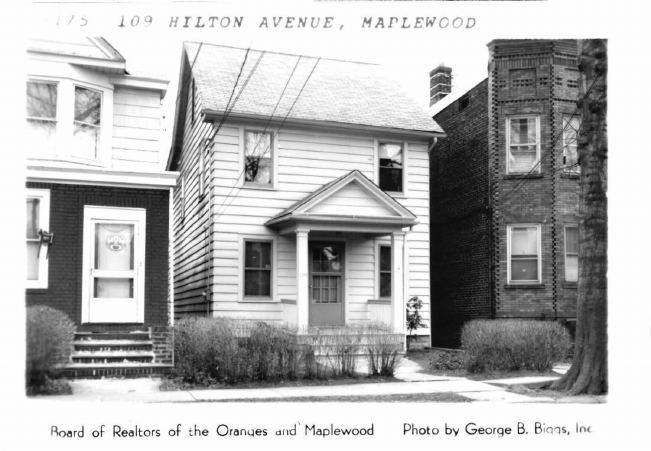 175 109 HILTON AVENUE, MAPLEWOOD
Board of Realtors of the Oranges and Maplewood Photo by George B. Biggs, Inc.